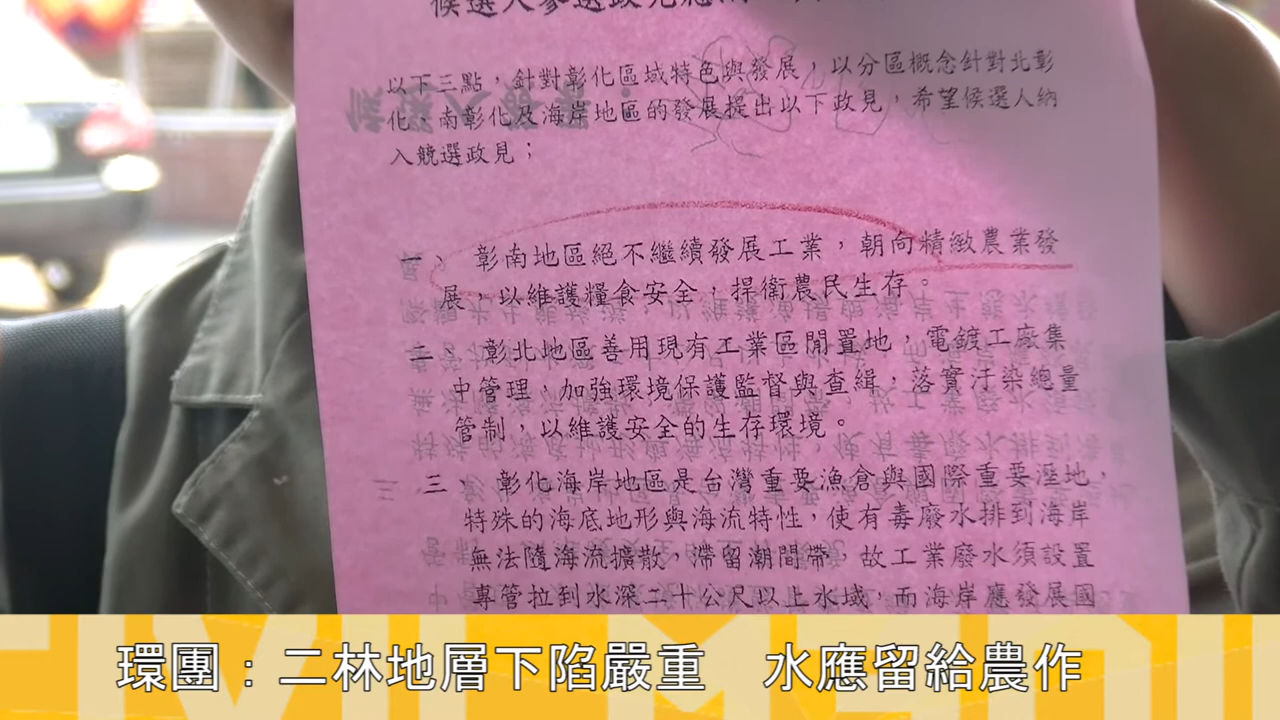 候選人參選政見
以下三點，針對彰化區域特色與發展，以分區概念針對北彰
化、南彰化及海岸地區的發展提出以下政見，希望候選人納
入競選政見；
一、 彰南地區絕不繼續發展工業，朝向精緻農業發
展，以維護糧食安全，捍衛農民生存。
二、 彰北地區善用現有工業區閒置地，電鍍工廠集
中管理，加強環境保護監督與查緝，落實汙染總量
管制，以維護安全的生存環境。
三、 彰化海岸地區是台灣重要漁倉與國際重要溼地，
特殊的海底地形與海流特性，使有毒廢水排到海岸
無法隨海流擴散，滯留潮間帶，故工業廢水須設置
專管拉到水深二十公尺以上水域，而海岸應發展國
環團：二林地層下陷嚴重　水應留給農作